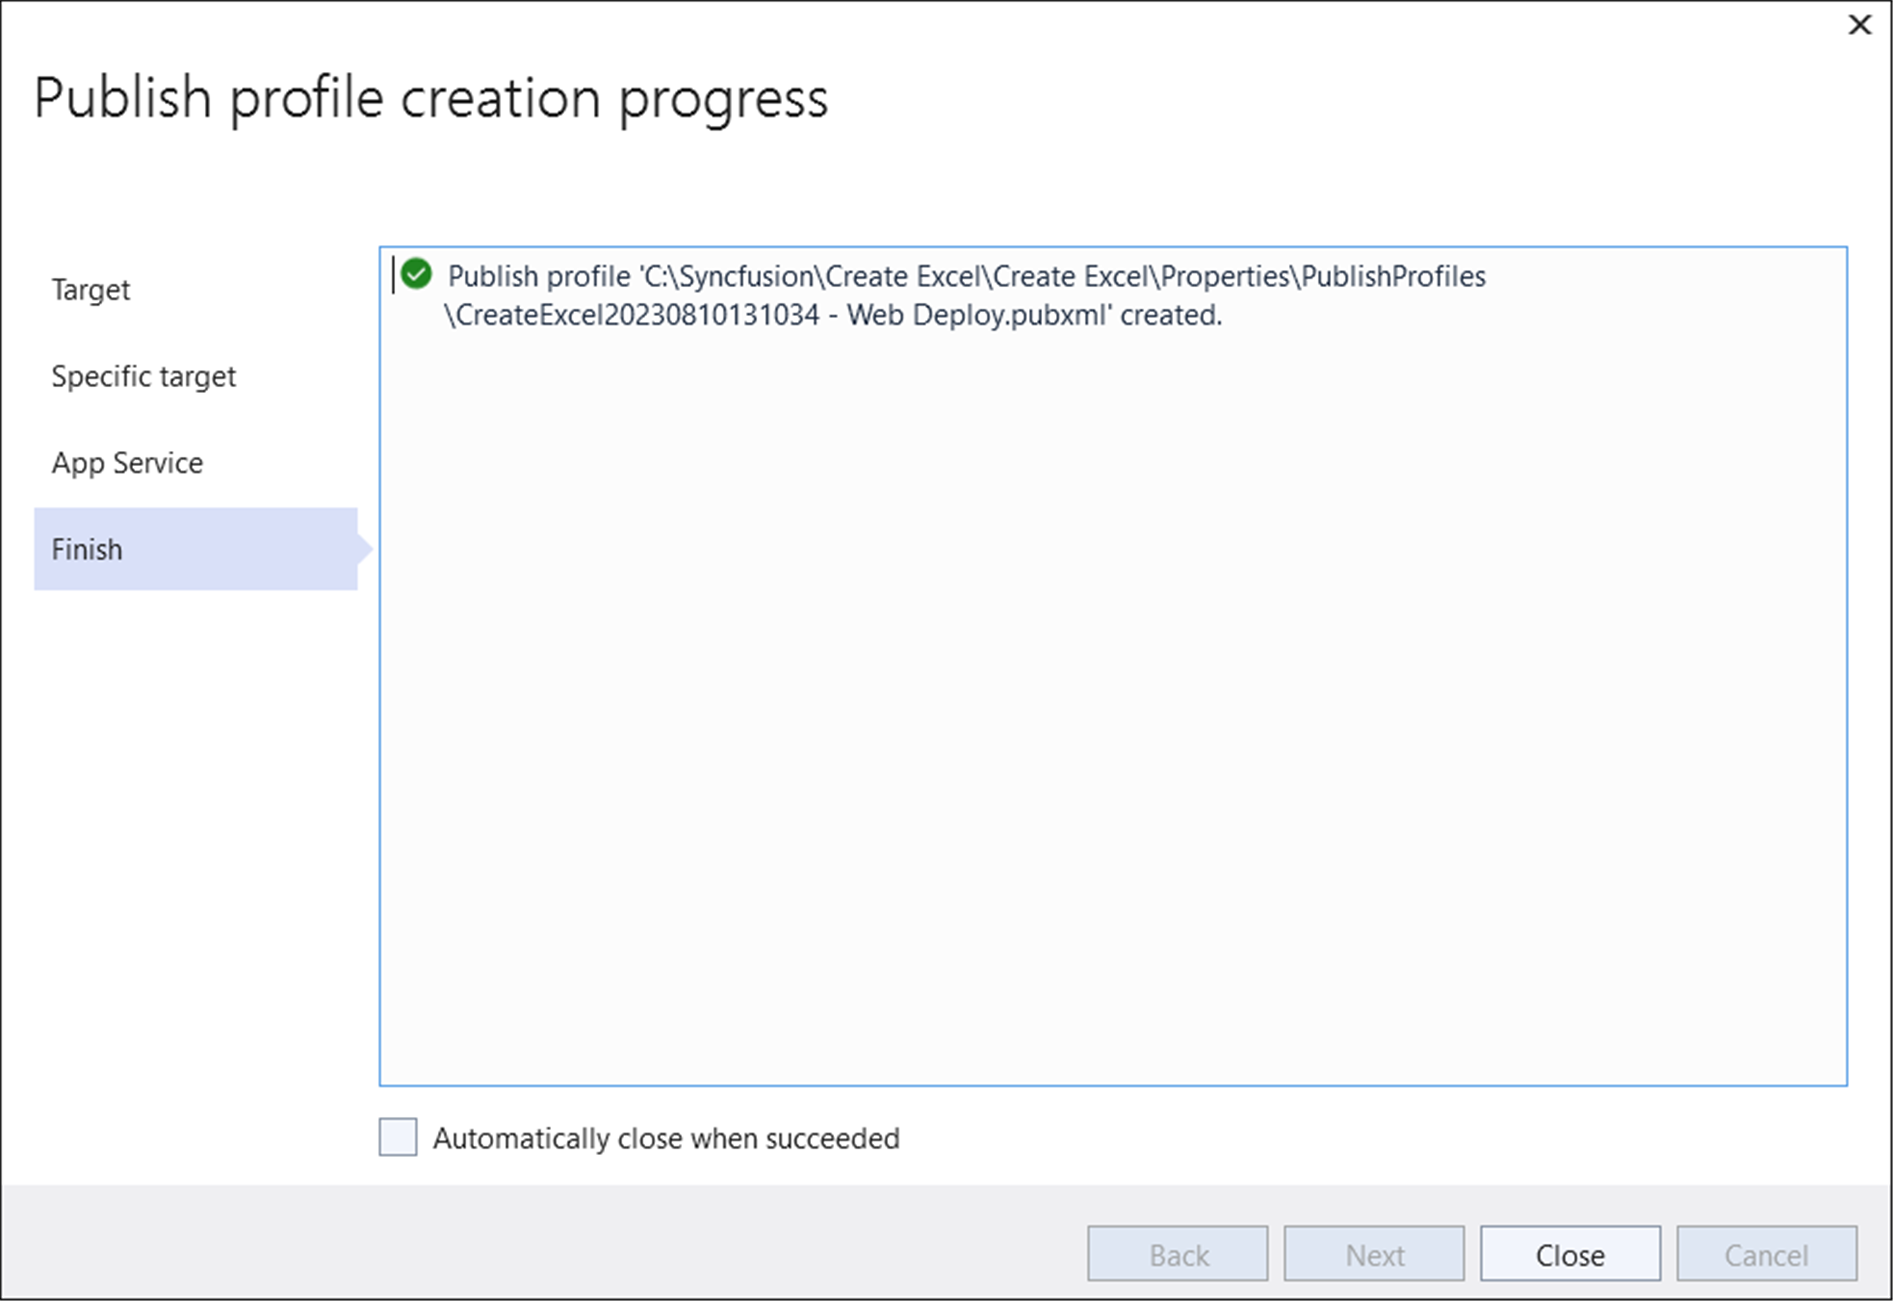 Publish profile creation progress
Target
Specific target
App Service
Finish
Publish profile 'C:\Syncfusion\Create Excel\Create Excel\Properties\PublishProfiles
\CreateExcel20230810131034 - Web Deploy.pubxml' created.
Automatically close when succeeded
Back
Next
Close
Cancel